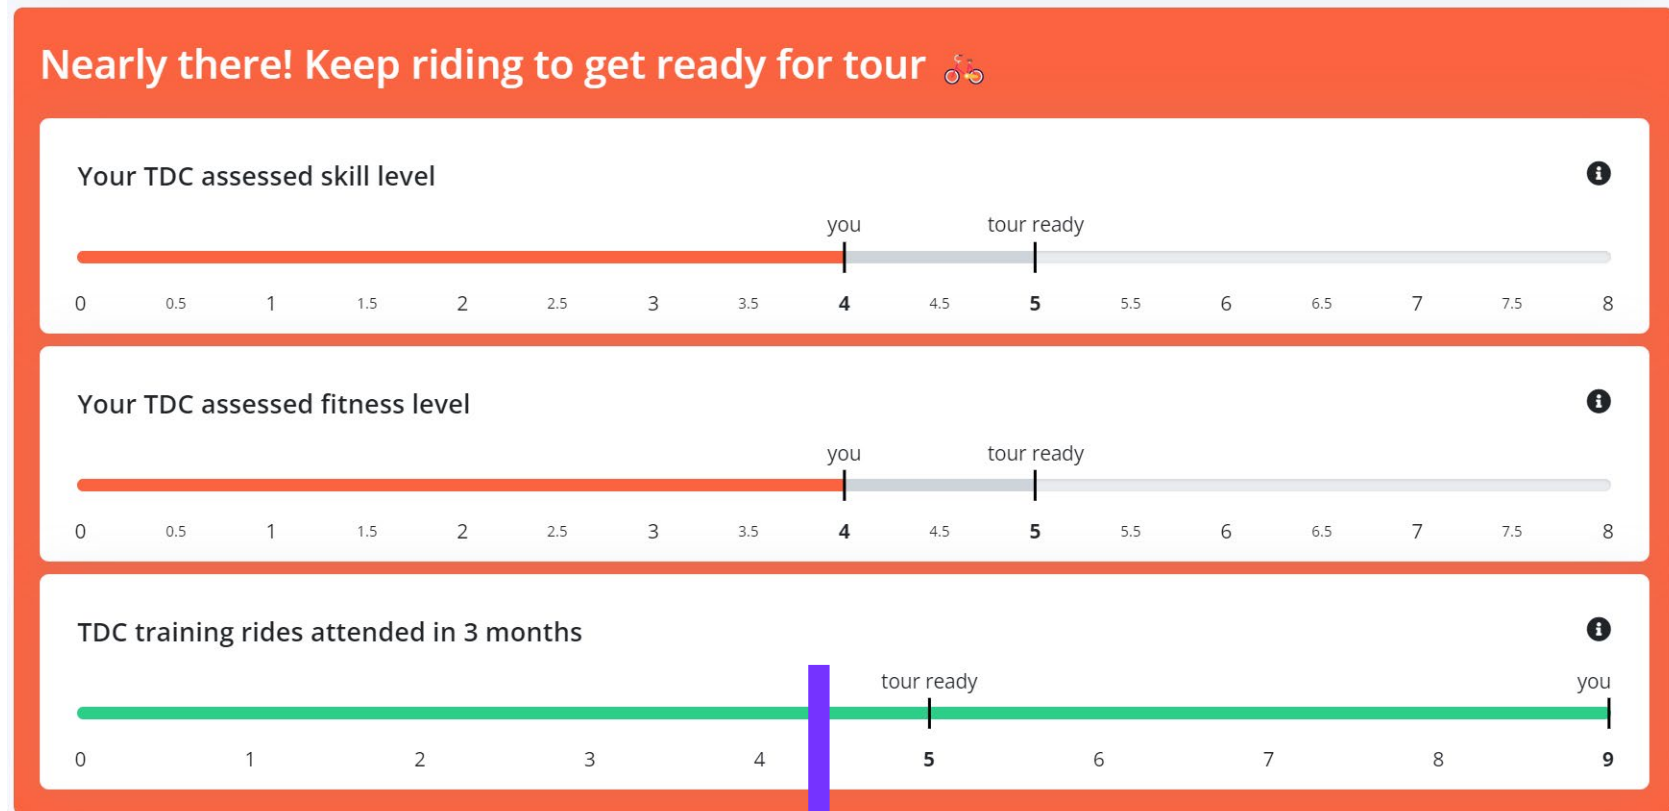 Nearly there! Keep riding to get ready for tour 🚲
Your TDC assessed skill level
you tour ready
0 0.5 1 1.5 2 2.5 3 3.5 4 4.5 5 5.5 6 6.5 7 7.5 8
Your TDC assessed fitness level
you tour ready
0 0.5 1 1.5 2 2.5 3 3.5 4 4.5 5 5.5 6 6.5 7 7.5 8
TDC training rides attended in 3 months
tour ready you
0 1 2 3 4 5 6 7 8 9